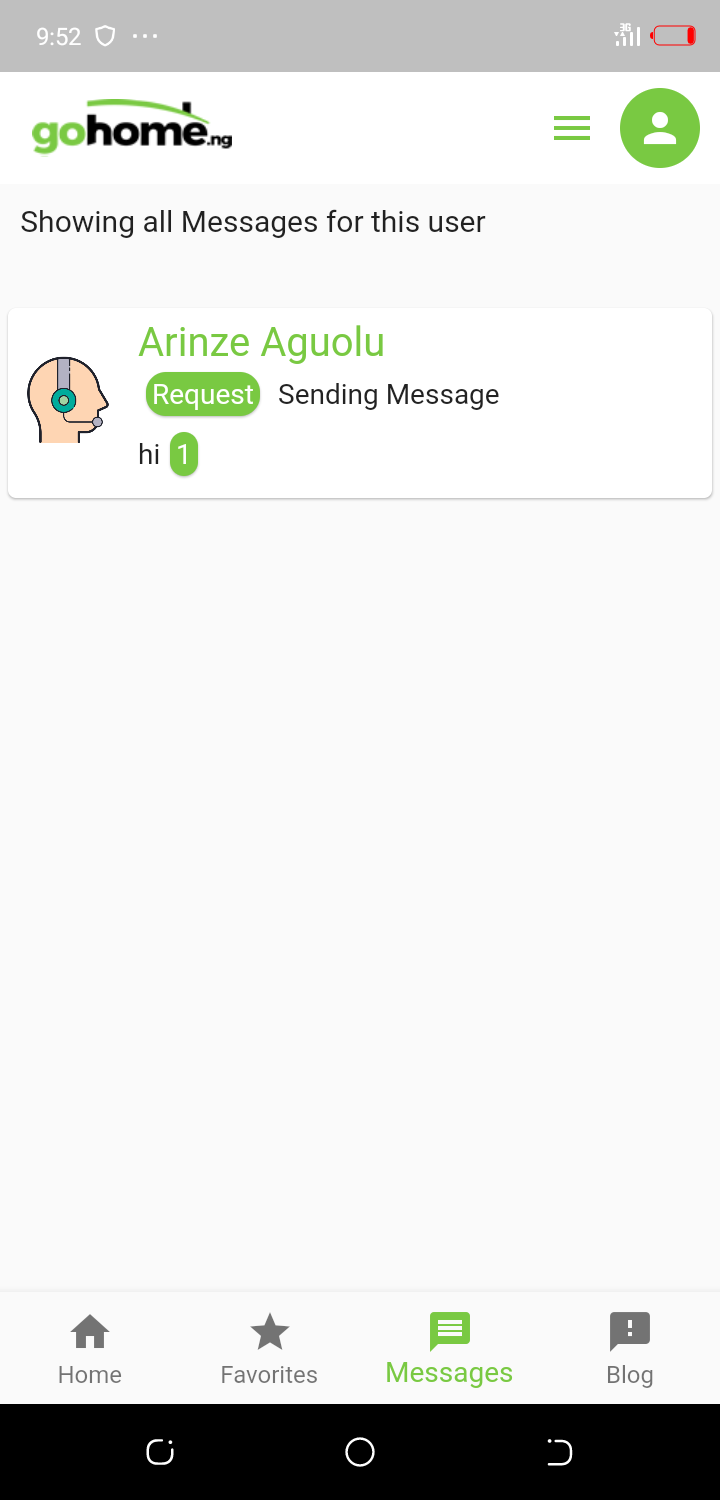 9:52
3G
gohome.ng
Showing all Messages for this user
Arinze Aguolu
Request Sending Message
hi 1
Home Favorites Messages Blog